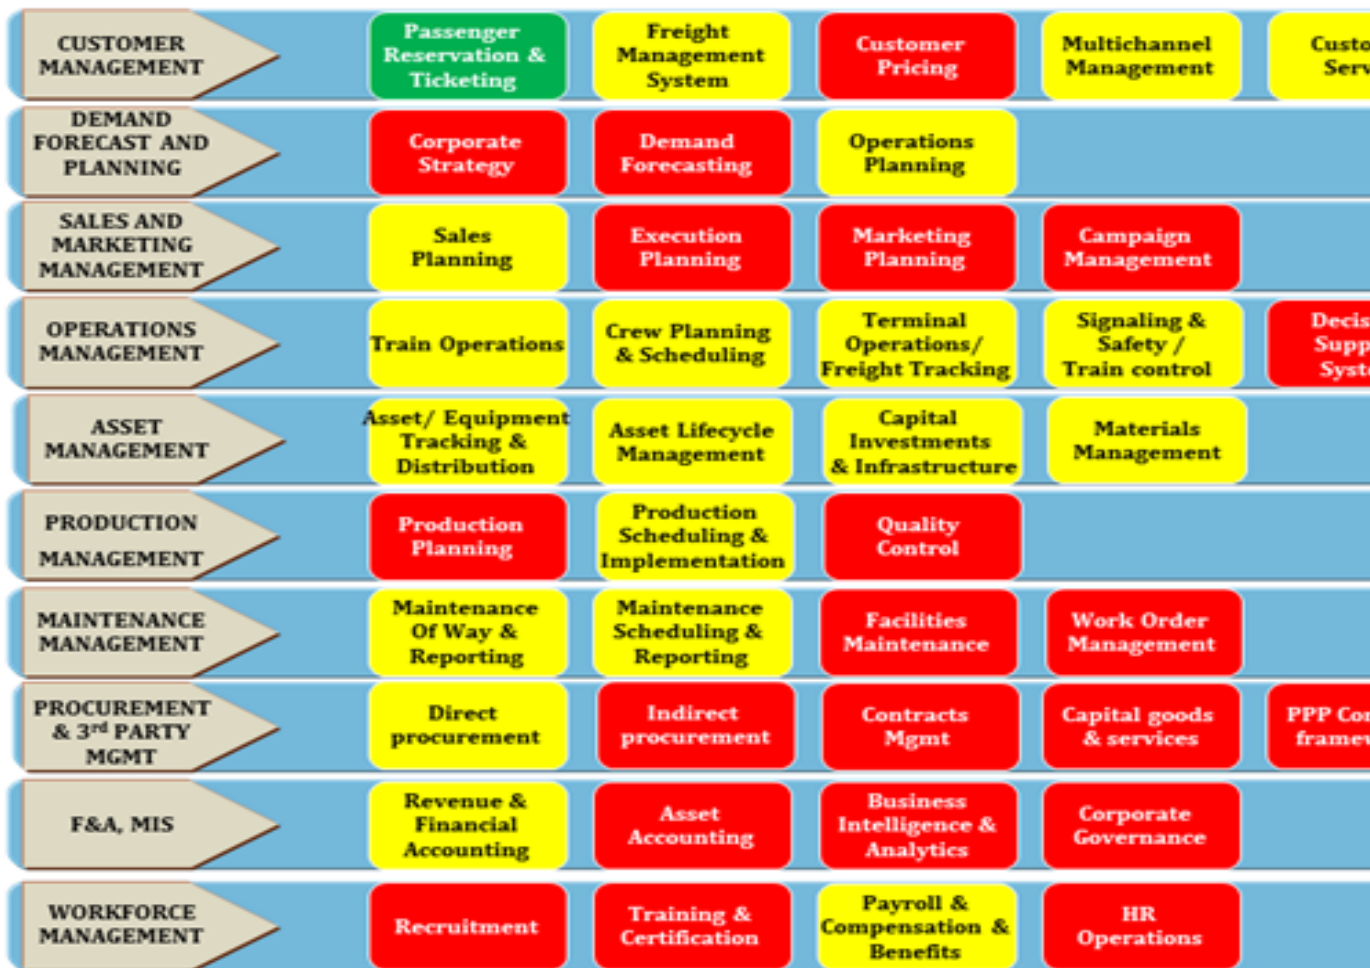 CUSTOMER
MANAGEMENT
Passenger
Reservation &
Ticketing
Freight
Management
System
Customer
Pricing
Multichannel
Management
DEMAND
FORECAST AND
PLANNING
Corporate
Strategy
Demand
Forecasting
Operations
Planning
SALES AND
MARKETING
MANAGEMENT
Sales
Planning
Execution
Planning
Marketing
Planning
Campaign
Management
OPERATIONS
MANAGEMENT
Train Operations
Crew Planning
& Scheduling
Terminal
Operations/
Freight Tracking
Signaling &
Safety /
Train control
ASSET
MANAGEMENT
Asset/ Equipment
Tracking &
Distribution
Asset Lifecycle
Management
Capital
Investments
& Infrastructure
Materials
Management
PRODUCTION
MANAGEMENT
Production
Planning
Production
Scheduling &
Implementation
Quality
Control
MAINTENANCE
MANAGEMENT
Maintenance
Of Way &
Reporting
Maintenance
Scheduling &
Reporting
Facilities
Maintenance
Work Order
Management
PROCUREMENT
& 3rd PARTY
MGMT
Direct
procurement
Indirect
procurement
Contracts
Mgmt
Capital goods
& services
PPP
F&A, MIS
Revenue &
Financial
Accounting
Asset
Accounting
Business
Intelligence &
Analytics
Corporate
Governance
WORKFORCE
MANAGEMENT
Recruitment
Training &
Certification
Payroll &
Compensation &
Benefits
HR
Operations